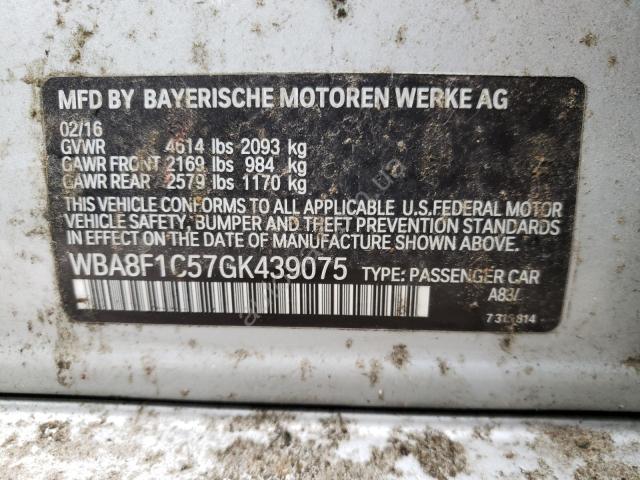 MFD BY BAYERISCHE MOTOREN WERKE AG
02/16
GVWR 4614 lbs 2093 kg
GAWR FRONT 2169 lbs 984 kg
GAWR REAR 2579 lbs 1170 kg
THIS VEHICLE CONFORMS TO ALL APPLICABLE U.S.FEDERAL MOTOR
VEHICLE SAFETY, BUMPER AND THEFT PREVENTION STANDARDS
IN EFFECT ON THE DATE OF MANUFACTURE SHOWN ABOVE.
WBA8F1C57GK439075 TYPE: PASSENGER CAR
A83/